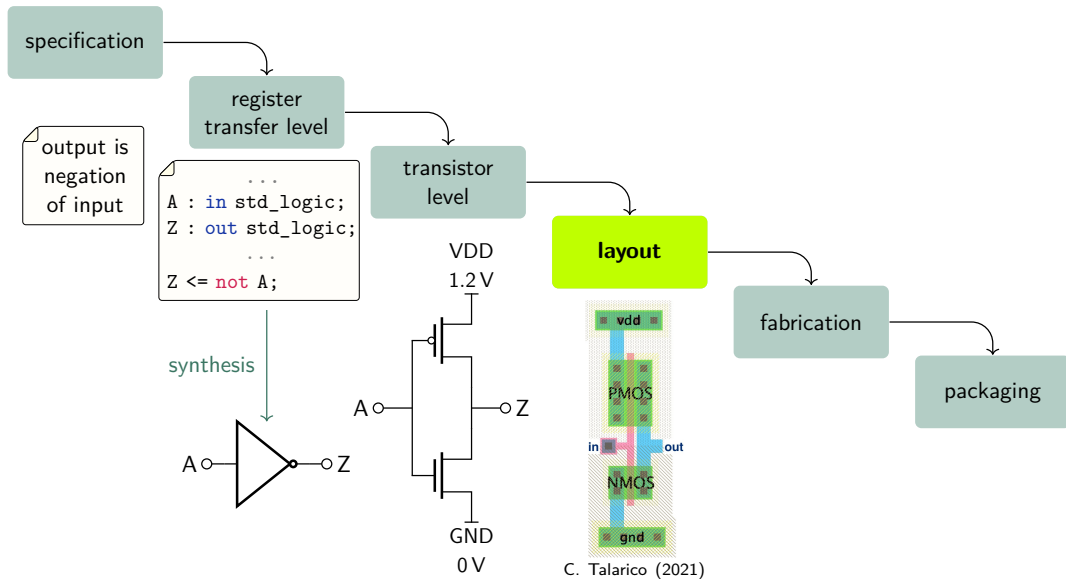 specification
register
transfer level
output is
negation
of input
...
A : in std_logic;
Z : out std_logic;
...
Z <= not A;
transistor
level
layout
fabrication
packaging
synthesis
A
Z
VDD
1.2 V
A
Z
GND
0 V
vdd
PMOS
in
out
NMOS
gnd
C. Talarico (2021)